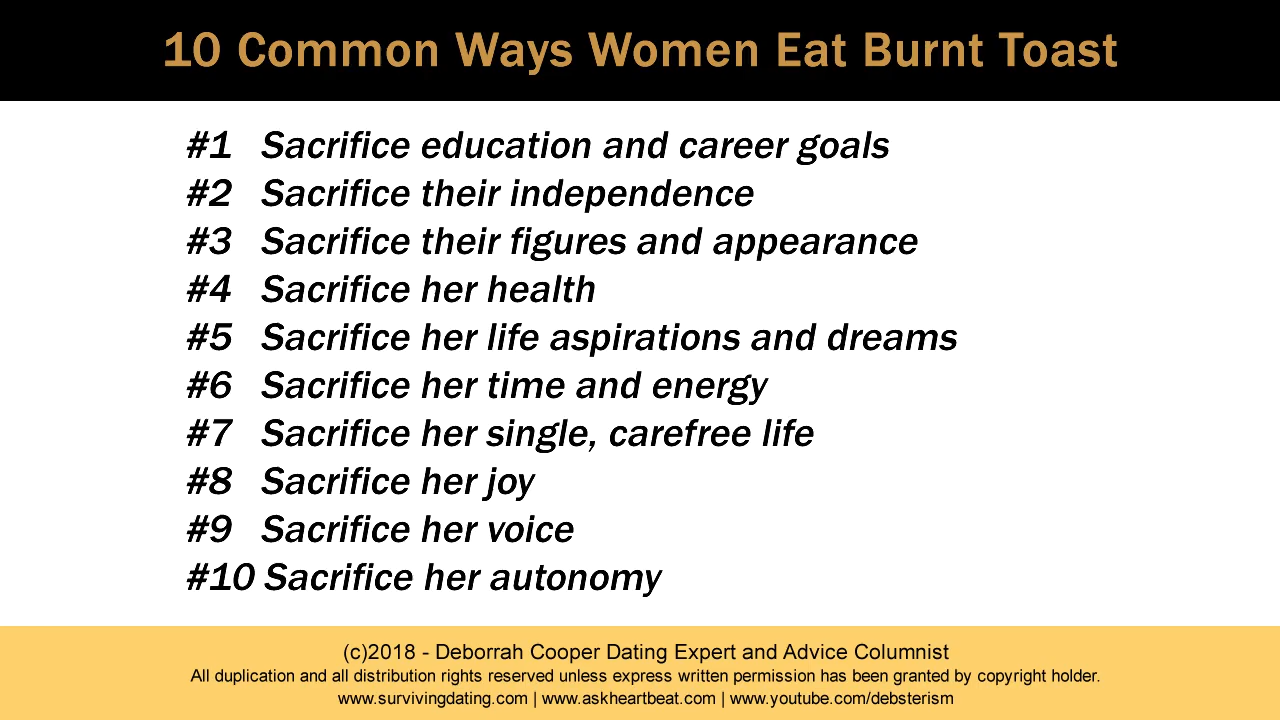 10 Common Ways Women Eat Burnt Toast
#1 Sacrifice education and career goals
#2 Sacrifice their independence
#3 Sacrifice their figures and appearance
#4 Sacrifice her health
#5 Sacrifice her life aspirations and dreams
#6 Sacrifice her time and energy
#7 Sacrifice her single, carefree life
#8 Sacrifice her joy
#9 Sacrifice her voice
#10 Sacrifice her autonomy
(c)2018 - Deborrah Cooper Dating Expert and Advice Columnist
All duplication and all distribution rights reserved unless express written permission has been granted by copyright holder.
www.survivingdating.com | www.askheartbeat.com | www.youtube.com/debsterism